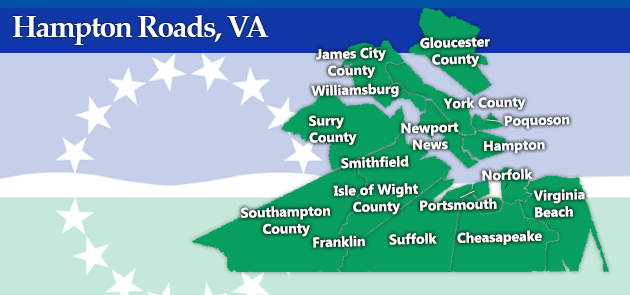 Hampton Roads, VA
Gloucester
County
James City
County
Williamsburg
York County
Poquoson
Surry
County
Newport
News
Hampton
Smithfield
Norfolk
Isle of Wight
County
Portsmouth
Virginia
Beach
Southampton
County
Franklin
Suffolk
Cheasapeake